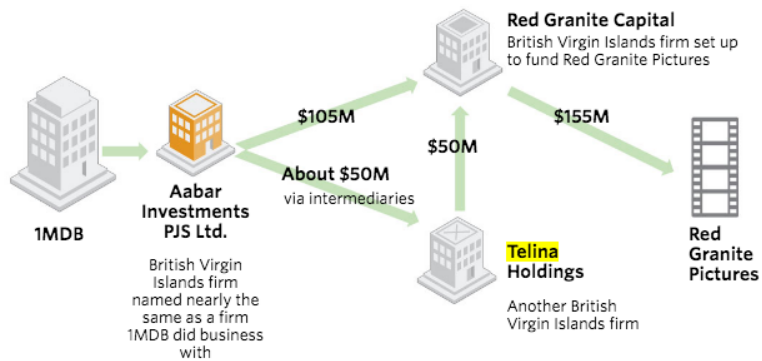 Red Granite Capital
British Virgin Islands firm set up
to fund Red Granite Pictures
$105M
$155M
$50M
About $50M
via intermediaries
1MDB
Aabar
Investments
PJS Ltd.
British Virgin
Islands firm
named nearly the
same as a firm
1MDB did business
with
Telina
Holdings
Another British
Virgin Islands firm
Red
Granite
Pictures